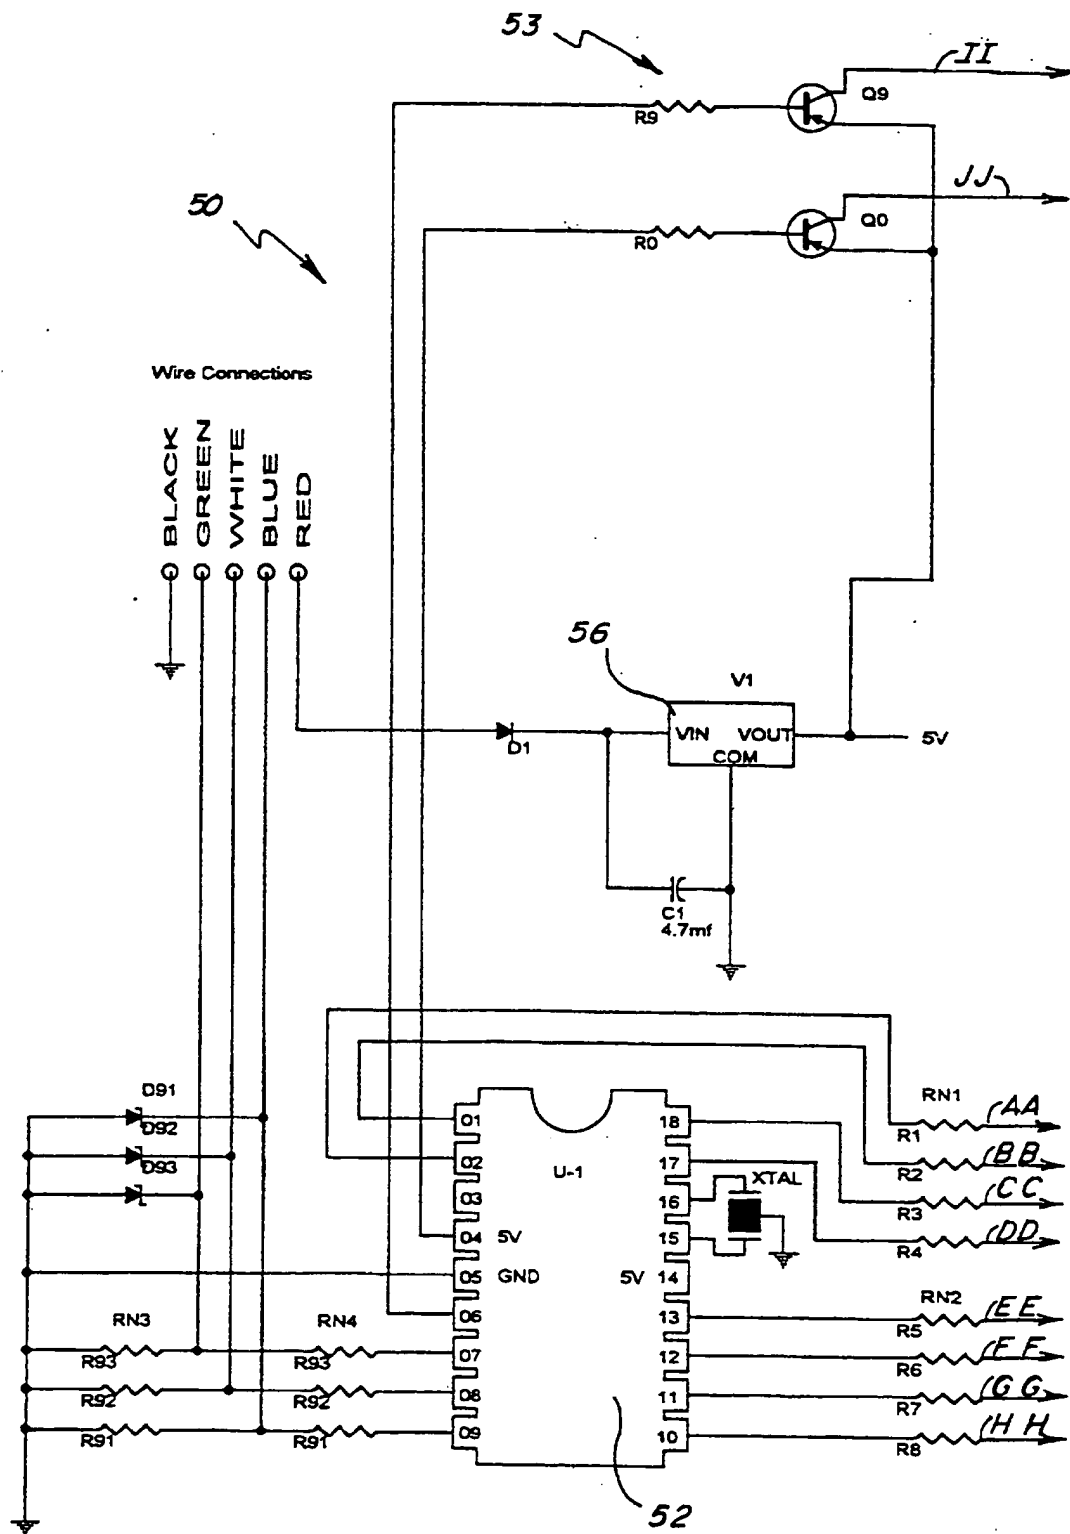 53
II
Q9
R9
JJ
50
Q0
R0
Wire Connections
BLACK
GREEN
WHITE
BLUE
RED
56
V1
VIN VOUT
COM
5V
D1
C1
4.7mf
D91
D92
D93
RN1
AA
R1
BB
R2
CC
R3
DD
R4
01
02
03
04 5V
05 GND
06
07
08
09
U-1
18
17
16
15
5V 14
13
12
11
10
XTAL
RN2
EE
R5
FF
R6
GG
R7
HH
R8
RN3
RN4
R93
R93
R92
R92
R91
R91
52